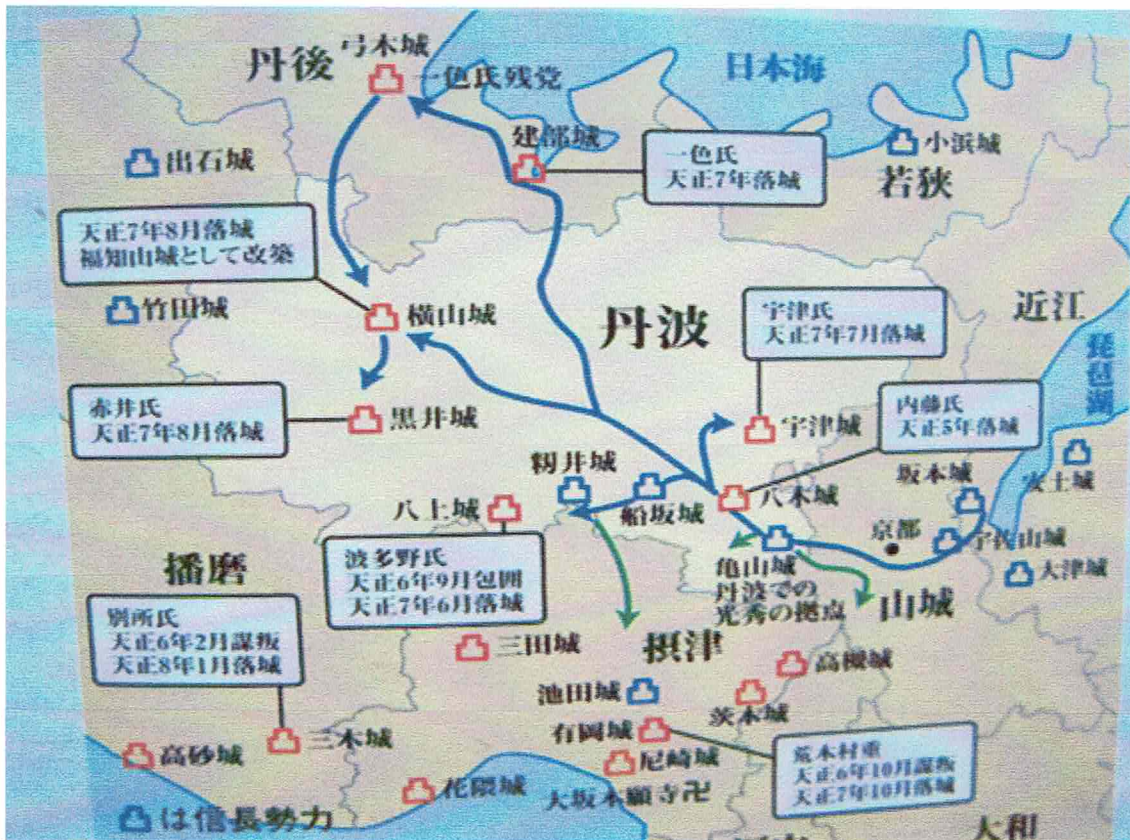 丹後
弓木城
一色氏残党
日本海
建部城
一色氏
天正7年落城
小浜城
若狭
出石城
天正7年8月落城
福知山城として改築
竹田城
横山城
丹波
宇津氏
天正7年7月落城
近江
琵琶湖
赤井氏
天正7年8月落城
黒井城
宇津城
内藤氏
天正5年落城
籾井城
船坂城
八木城
坂本城
安土城
八上城
京都
宇佐山城
大津城
亀山城
丹波での
光秀の拠点
山城
播磨
波多野氏
天正6年9月包囲
天正7年6月落城
別所氏
天正6年2月謀叛
天正8年1月落城
三田城
摂津
高槻城
池田城
茨木城
有岡城
荒木村重
天正6年10月謀叛
天正7年10月落城
三木城
高砂城
尼崎城
花隈城
大坂本願寺卍
は信長勢力
大和